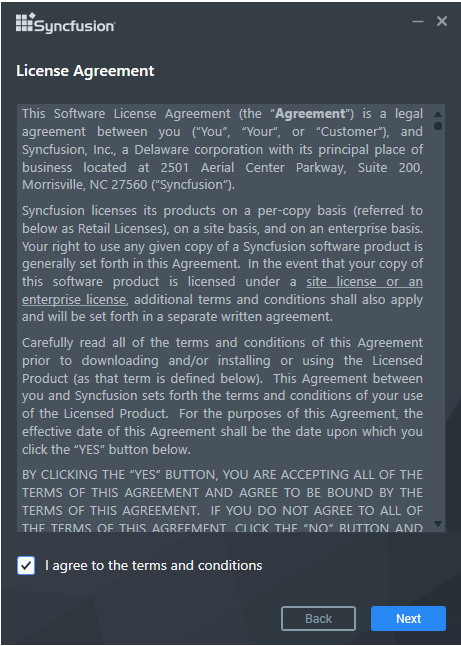 Syncfusion
License Agreement
This Software License Agreement (the “Agreement”) is a legal
agreement between you (“You”, “Your”, or “Customer”), and
Syncfusion, Inc., a Delaware corporation with its principal place of
business located at 2501 Aerial Center Parkway, Suite 200,
Morrisville, NC 27560 (“Syncfusion”).
Syncfusion licenses its products on a per-copy basis (referred to
below as Retail Licenses), on a site basis, and on an enterprise basis.
Your right to use any given copy of a Syncfusion software product is
generally set forth in this Agreement. In the event that your copy of
this software product is licensed under a site license or an
enterprise license, additional terms and conditions shall also apply
and will be set forth in a separate written agreement.
Carefully read all of the terms and conditions of this Agreement
prior to downloading and/or installing or using the Licensed
Product (as that term is defined below). This Agreement between
you and Syncfusion sets forth the terms and conditions of your use
of the Licensed Product. For the purposes of this Agreement, the
effective date of this Agreement shall be the date upon which you
click the “YES” button below.
BY CLICKING THE “YES” BUTTON, YOU ARE ACCEPTING ALL OF THE
TERMS OF THIS AGREEMENT AND AGREE TO BE BOUND BY THE
TERMS OF THIS AGREEMENT. IF YOU DO NOT AGREE TO ALL OF
THE TERMS OF THIS AGREEMENT, CLICK THE “NO” BUTTON AND
I agree to the terms and conditions
Back
Next